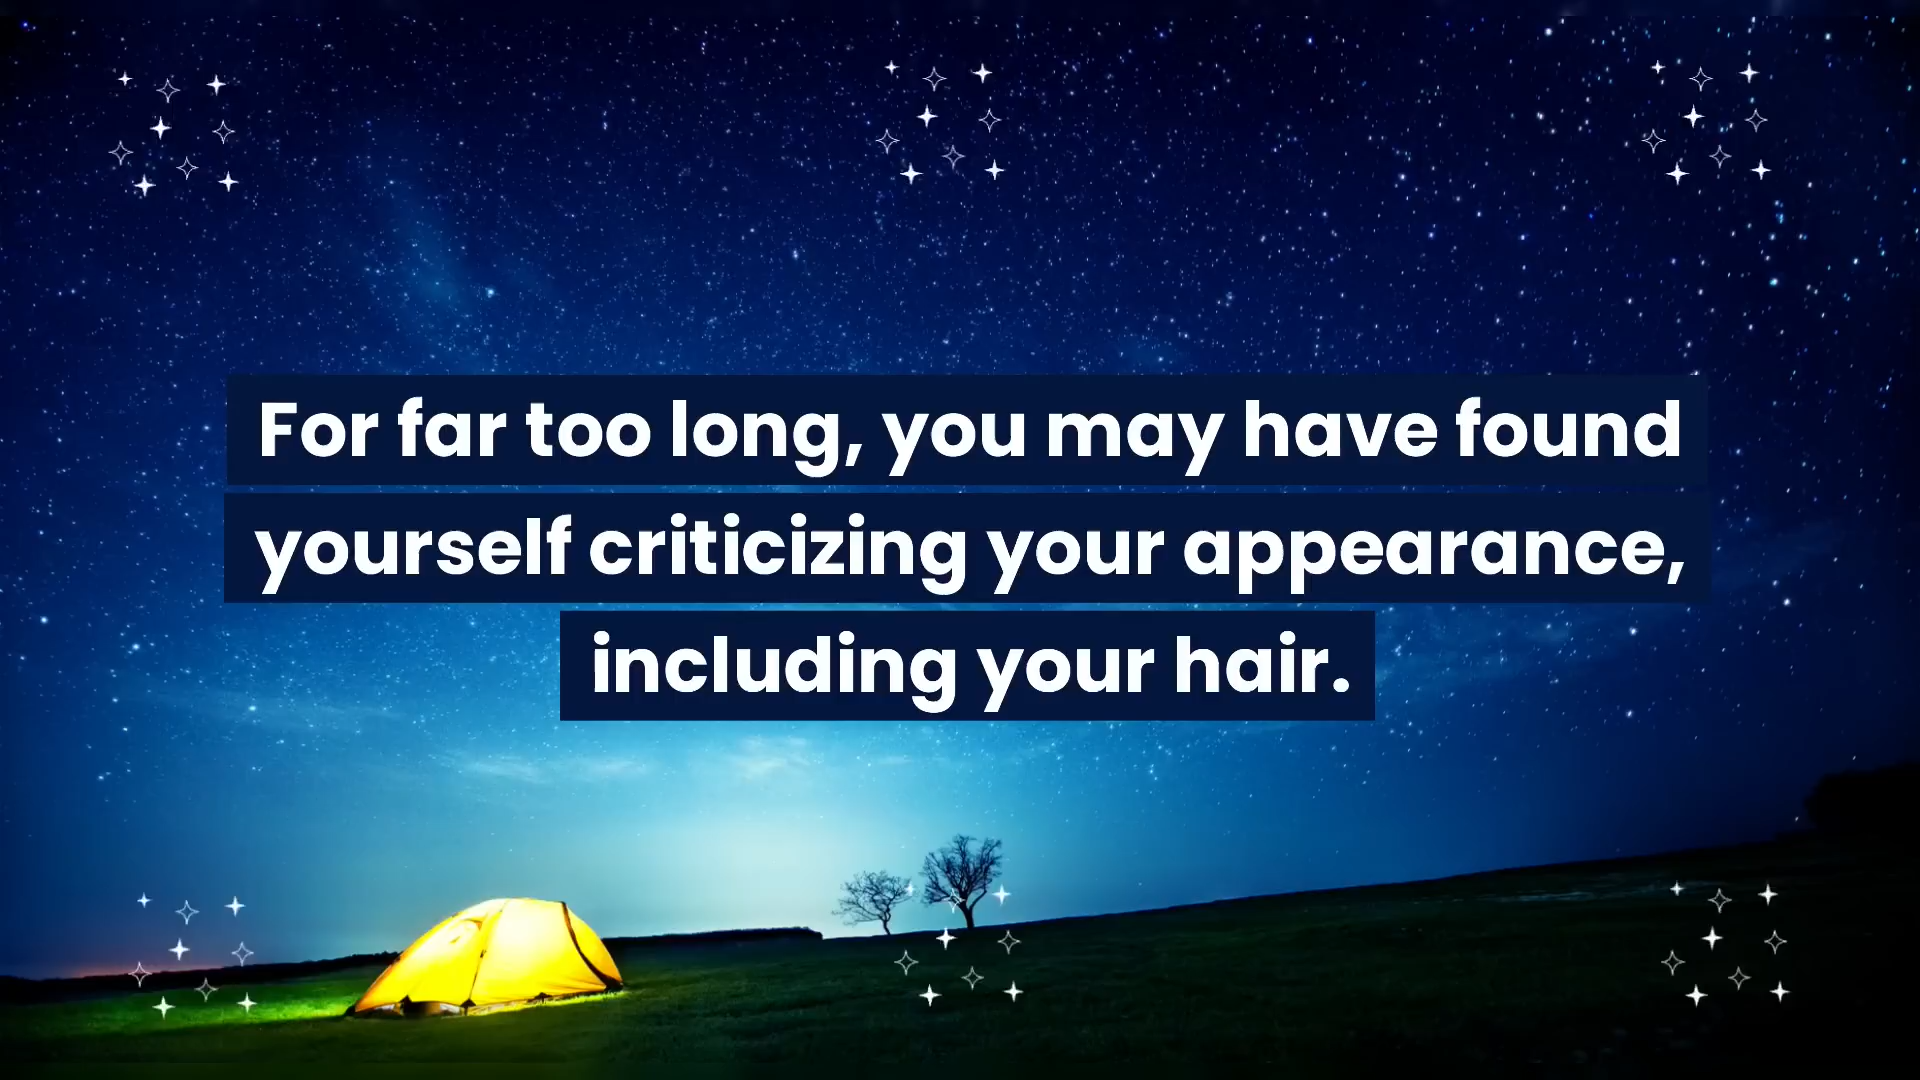 For far too long, you may have found
yourself criticizing your appearance,
including your hair.